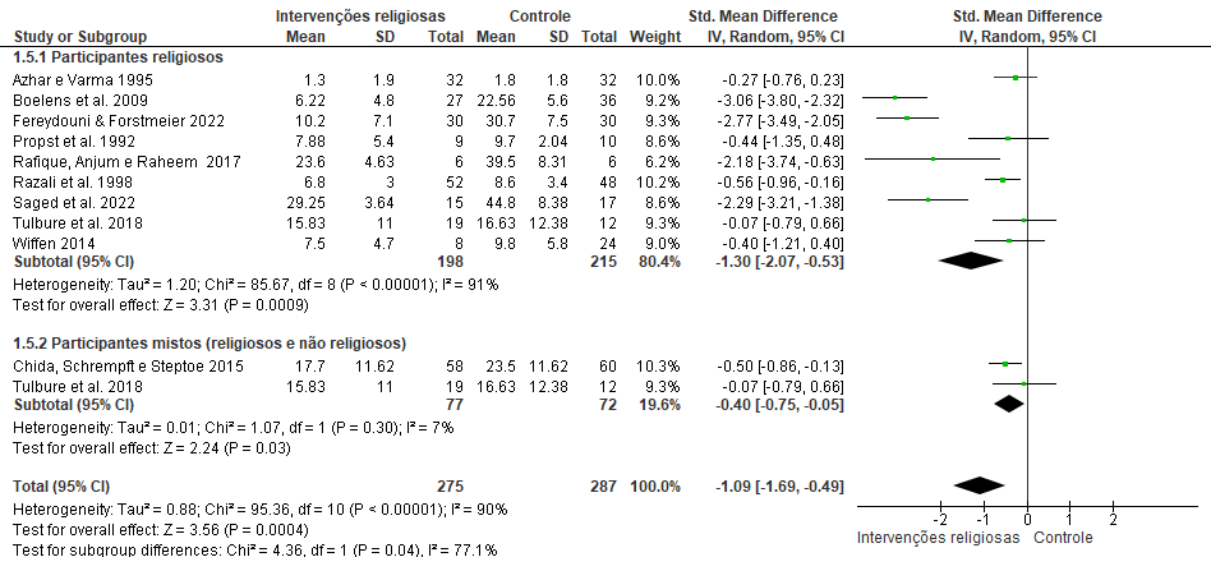 Intervenções religiosas Controle Std. Mean Difference Std. Mean Difference
Study or Subgroup Mean SD Total Mean SD Total Weight IV, Random, 95% CI IV, Random, 95% CI
1.5.1 Participantes religiosos
Azhar e Varma 1995 1.3 1.9 32 1.8 1.8 32 10.0% -0.27 [-0.76, 0.23]
Boelens et al. 2009 6.22 4.8 27 22.56 5.6 36 9.2% -3.06 [-3.80, -2.32]
Fereydouni & Forstmeier 2022 10.2 7.1 30 30.7 7.5 30 9.3% -2.77 [-3.49, -2.05]
Propst et al. 1992 7.88 5.4 9 9.7 2.04 10 8.6% -0.44 [-1.35, 0.48]
Rafique, Anjum e Raheem 2017 23.6 4.63 6 39.5 8.31 6 6.2% -2.18 [-3.74, -0.63]
Razali et al. 1998 6.8 3 52 8.6 3.4 48 10.2% -0.56 [-0.96, -0.16]
Saged et al. 2022 29.25 3.64 15 44.8 8.38 17 8.6% -2.29 [-3.21, -1.38]
Tulbure et al. 2018 15.83 11 19 16.63 12.38 12 9.3% -0.07 [-0.79, 0.66]
Wiffen 2014 7.5 4.7 8 9.8 5.8 24 9.0% -0.40 [-1.21, 0.40]
Subtotal (95% CI) 198 215 80.4% -1.30 [-2.07, -0.53]
Heterogeneity: Tau² = 1.20; Chi² = 85.67, df = 8 (P < 0.00001); I² = 91%
Test for overall effect: Z = 3.31 (P = 0.0009)
1.5.2 Participantes mistos (religiosos e não religiosos)
Chida, Schrempft e Steptoe 2015 17.7 11.62 58 23.5 11.62 60 10.3% -0.50 [-0.86, -0.13]
Tulbure et al. 2018 15.83 11 19 16.63 12.38 12 9.3% -0.07 [-0.79, 0.66]
Subtotal (95% CI) 77 72 19.6% -0.40 [-0.75, -0.05]
Heterogeneity: Tau² = 0.01; Chi² = 1.07, df = 1 (P = 0.30); I² = 7%
Test for overall effect: Z = 2.24 (P = 0.03)
Total (95% CI) 275 287 100.0% -1.09 [-1.69, -0.49]
Heterogeneity: Tau² = 0.88; Chi² = 95.36, df = 10 (P < 0.00001); I² = 90%
Test for overall effect: Z = 3.56 (P = 0.0004)
Test for subgroup differences: Chi² = 4.36, df = 1 (P = 0.04), I² = 77.1%
-2 -1 0 1 2
Intervenções religiosas Controle